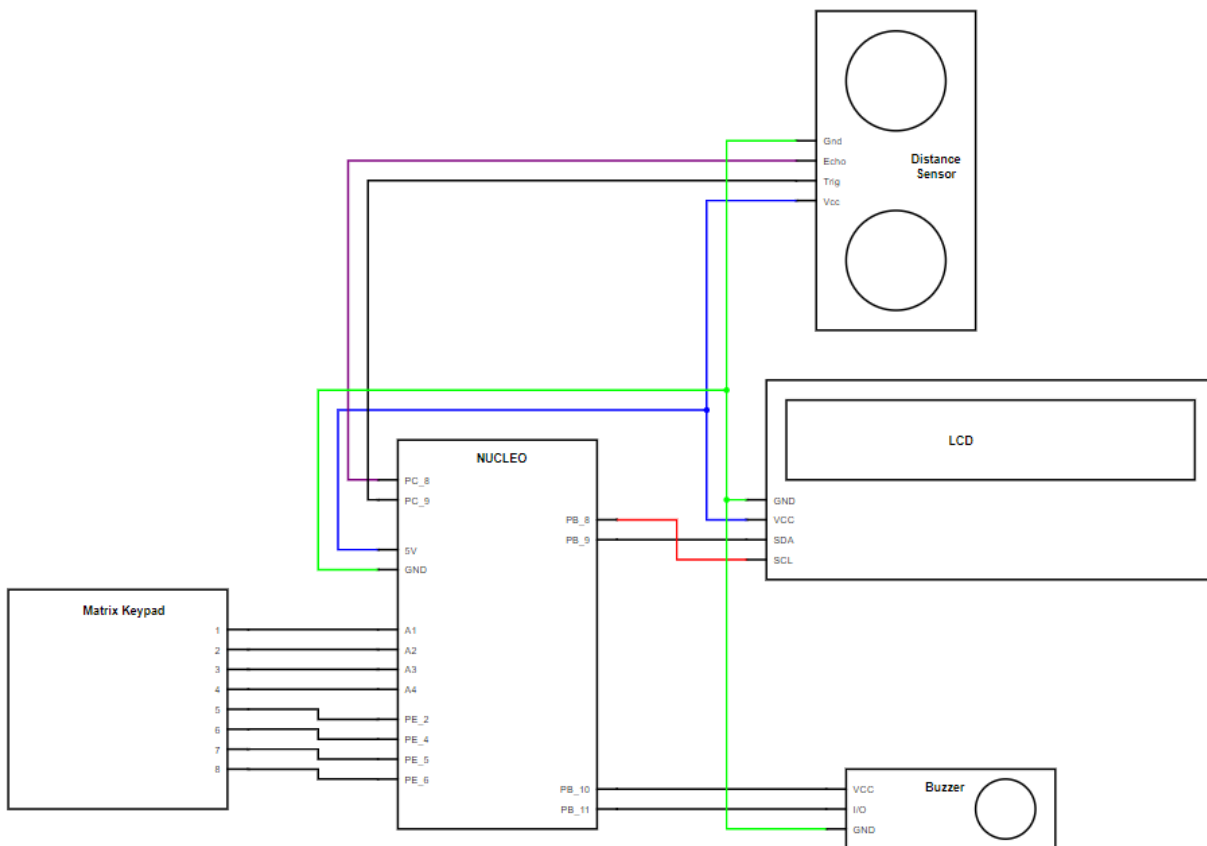 Gnd
Echo
Trig
Vcc
Distance
Sensor
LCD
GND
VCC
SDA
SCL
NUCLEO
PC_8
PC_9
5V
GND
A1
A2
A3
A4
PE_2
PE_4
PE_5
PE_6
PB_8
PB_9
PB_10
PB_11
Matrix Keypad
1
2
3
4
5
6
7
8
Buzzer
VCC
I/O
GND